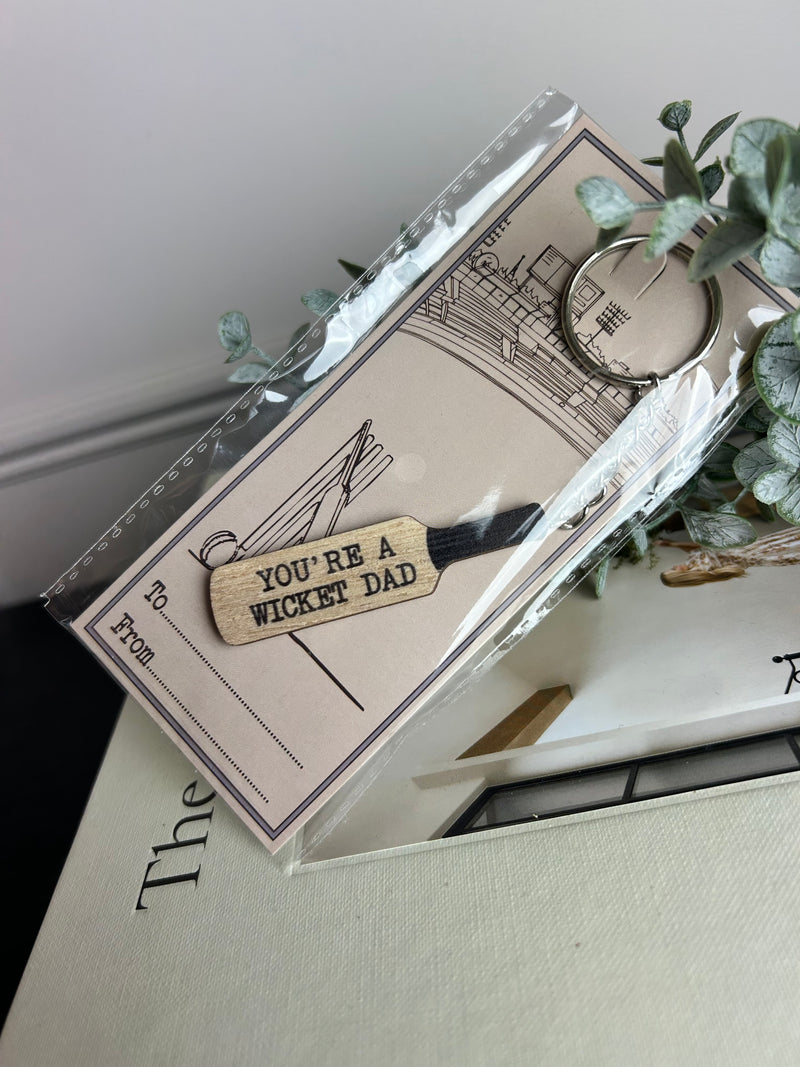 YOU'RE A
WICKET DAD
To
From
The